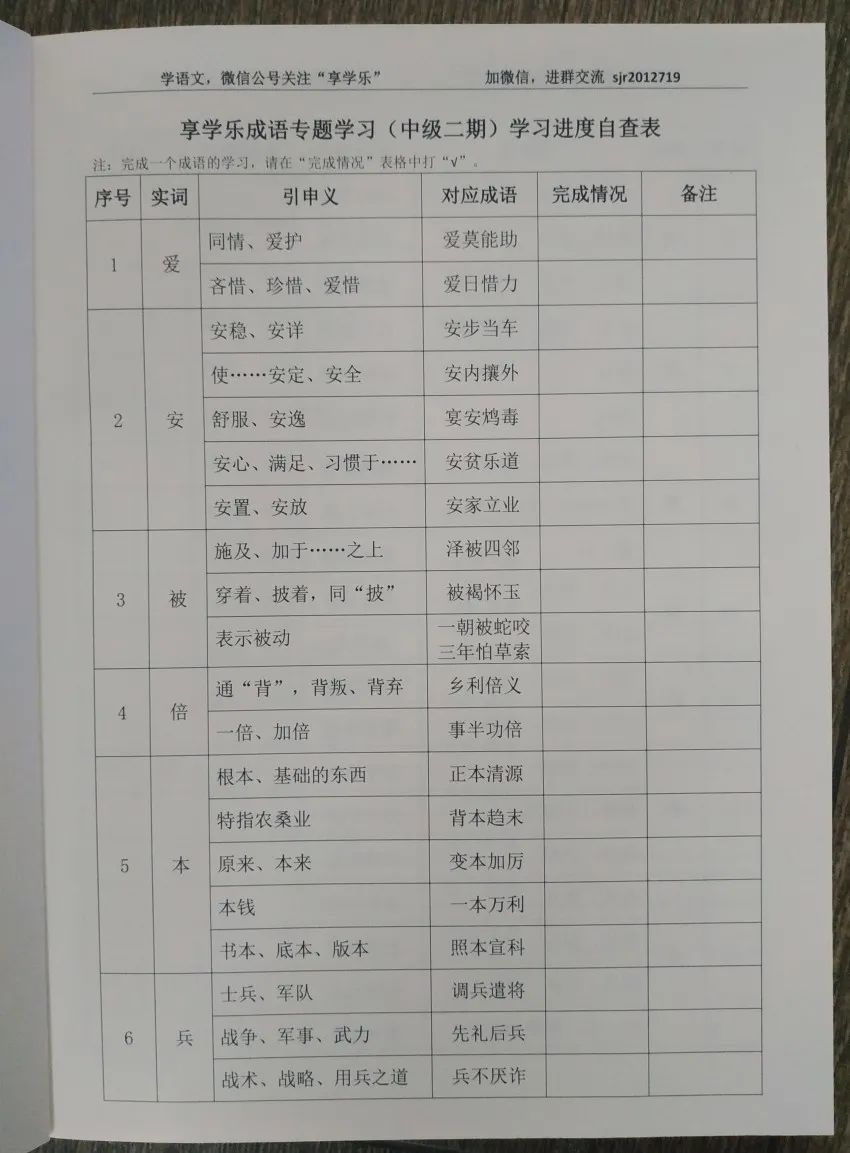 学语文，微信公号关注“享学乐” 加微信，进群交流 sjr2012719
享学乐成语专题学习（中级二期）学习进度自查表
注：完成一个成语的学习，请在“完成情况”表格中打“√”。
序号 实词 引申义 对应成语 完成情况 备注
1 爱 同情、爱护 爱莫能助
吝惜、珍惜、爱惜 爱日惜力
2 安 安稳、安详 安步当车
使……安定、安全 安内攘外
舒服、安逸 宴安鸩毒
安心、满足、习惯于…… 安贫乐道
安置、安放 安家立业
3 被 施及、加于……之上 泽被四邻
穿着、披着，同“披” 被褐怀玉
表示被动 一朝被蛇咬
三年怕草索
4 倍 通“背”，背叛、背弃 乡利倍义
一倍、加倍 事半功倍
5 本 根本、基础的东西 正本清源
特指农桑业 背本趋末
原来、本来 变本加厉
本钱 一本万利
书本、底本、版本 照本宣科
6 兵 士兵、军队 调兵遣将
战争、军事、武力 先礼后兵
战术、战略、用兵之道 兵不厌诈